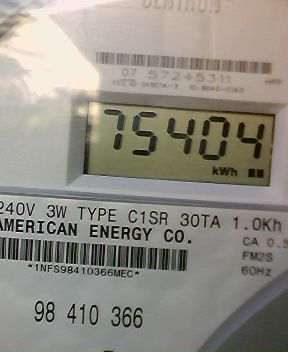 CENTRON
07 57245311
75404
kWh
240V 3W TYPE C1SR 30TA 1.0Kh
AMERICAN ENERGY CO.
CA 0.5
FM2S
60Hz
*1NFS98410366MEC*
98 410 366